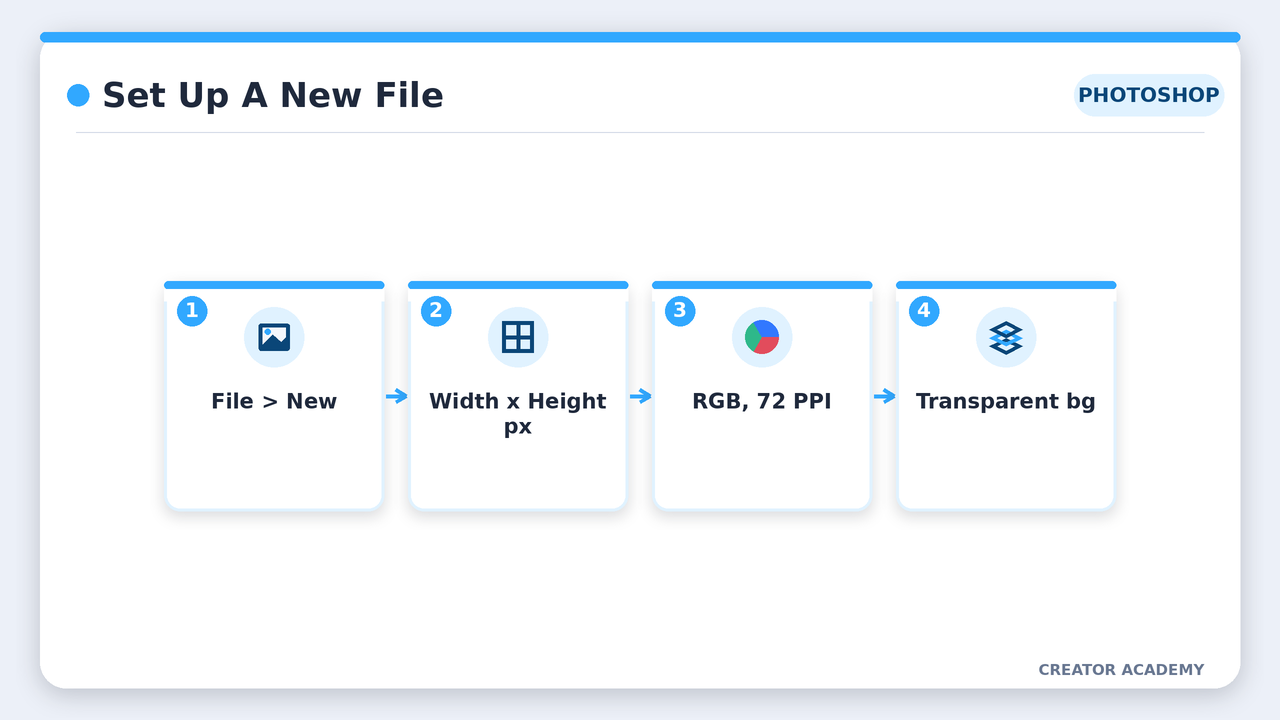 Set Up A New File
PHOTOSHOP
1
File > New
2
Width x Height
px
3
RGB, 72 PPI
4
Transparent bg
CREATOR ACADEMY